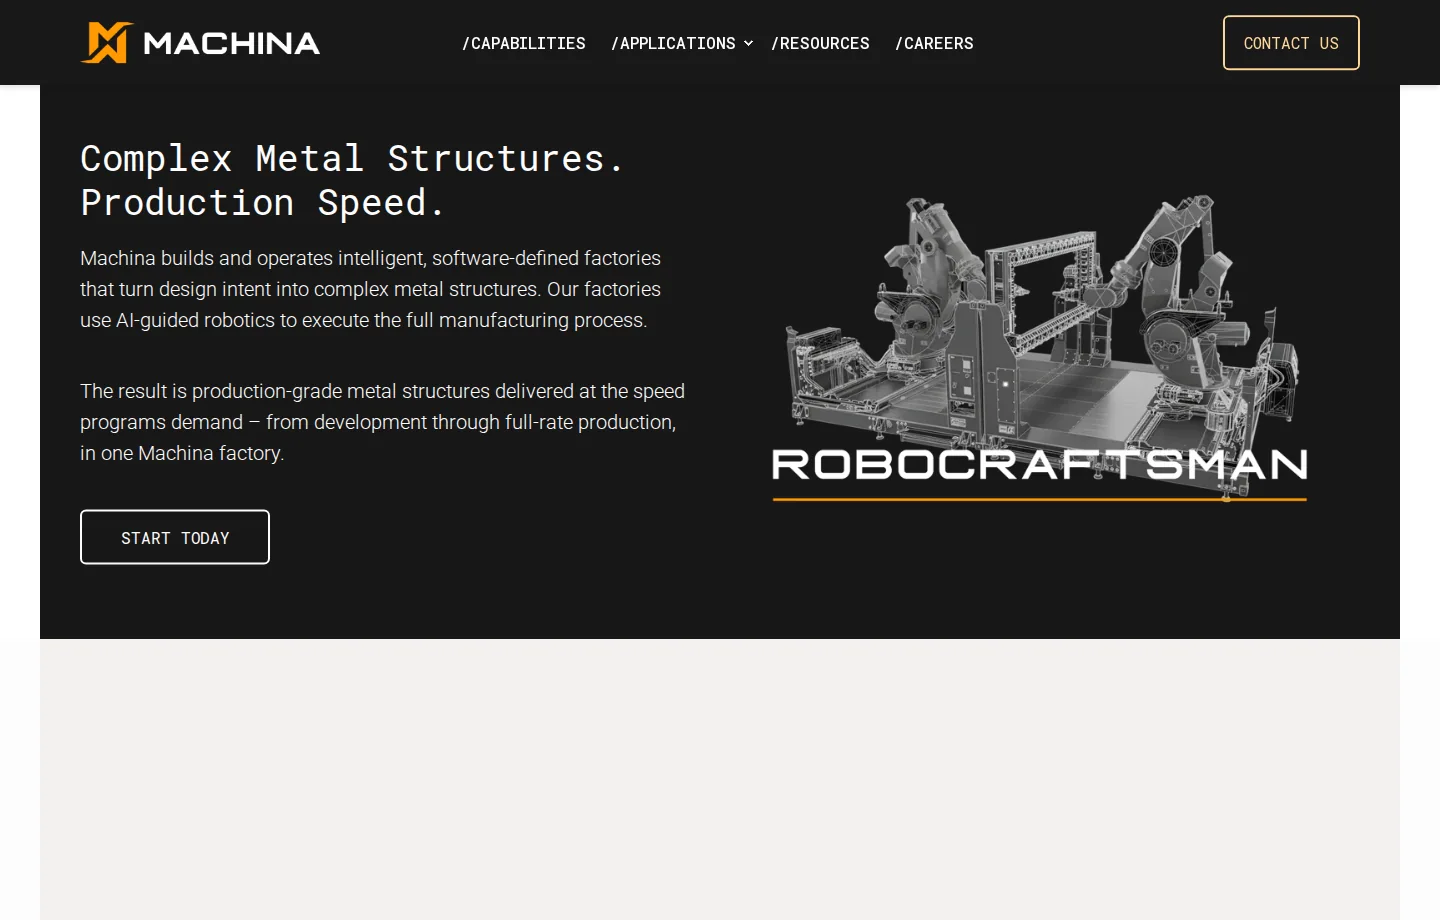 MACHINA
/CAPABILITIES
/APPLICATIONS
/RESOURCES
/CAREERS
CONTACT US
Complex Metal Structures.
Production Speed.
Machina builds and operates intelligent, software-defined factories
that turn design intent into complex metal structures. Our factories
use AI-guided robotics to execute the full manufacturing process.
The result is production-grade metal structures delivered at the speed
programs demand – from development through full-rate production,
in one Machina factory.
START TODAY
ROBOCRAFTSMAN